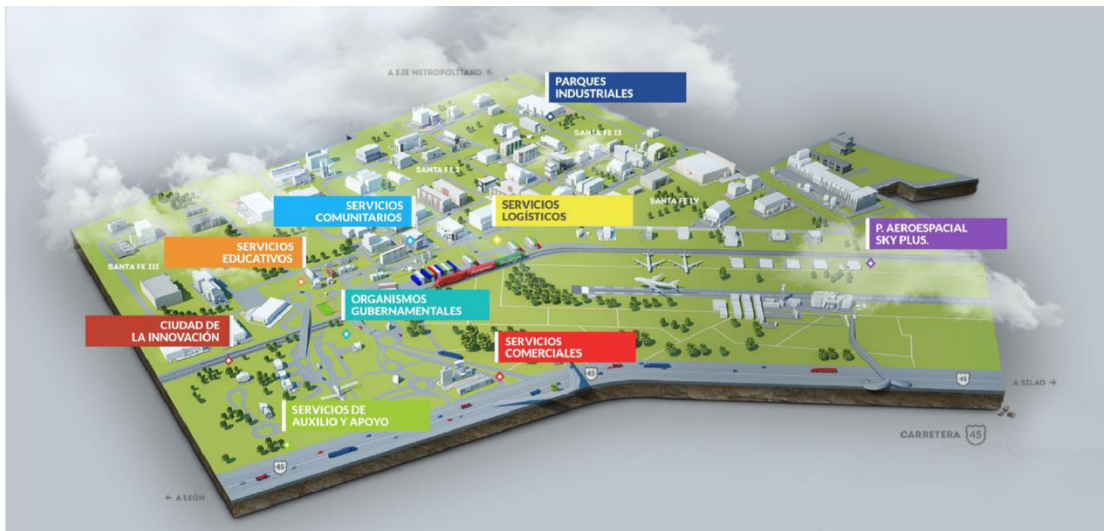 A EJE METROPOLITANO
PARQUES
INDUSTRIALES
SANTA FE II
SANTA FE I
SERVICIOS
COMUNITARIOS
SERVICIOS
LOGÍSTICOS
SANTA FE IV
P. AEROESPACIAL
SKY PLUS.
SERVICIOS
EDUCATIVOS
SANTA FE III
ORGANISMOS
GUBERNAMENTALES
CIUDAD DE
LA INNOVACIÓN
SERVICIOS
COMERCIALES
45
45
A SILAO
SERVICIOS DE
AUXILIO Y APOYO
CARRETERA 45
45
A LEÓN